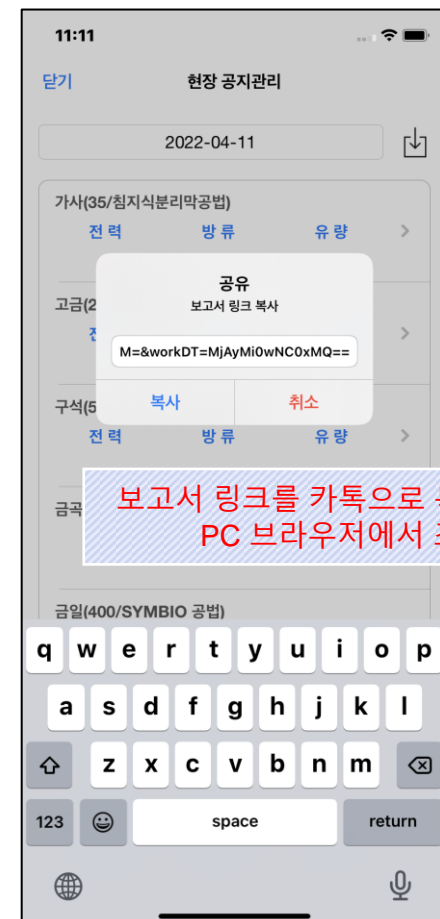 11:11
닫기 현장 공지관리
2022-04-11
가사(35/침지식분리막공법)
전 력 방 류 유 량
공유
보고서 링크 복사
고금(2
M=&workDT=MjAyMi0wNC0xMQ==
복사 취소
구석(5
전 력 방 류 유 량
보고서 링크를 카톡으로
PC 브라우저에서
금곡
금일(400/SYMBIO 공법)
q w e r t y u i o p
a s d f g h j k l
z x c v b n m
123 space return